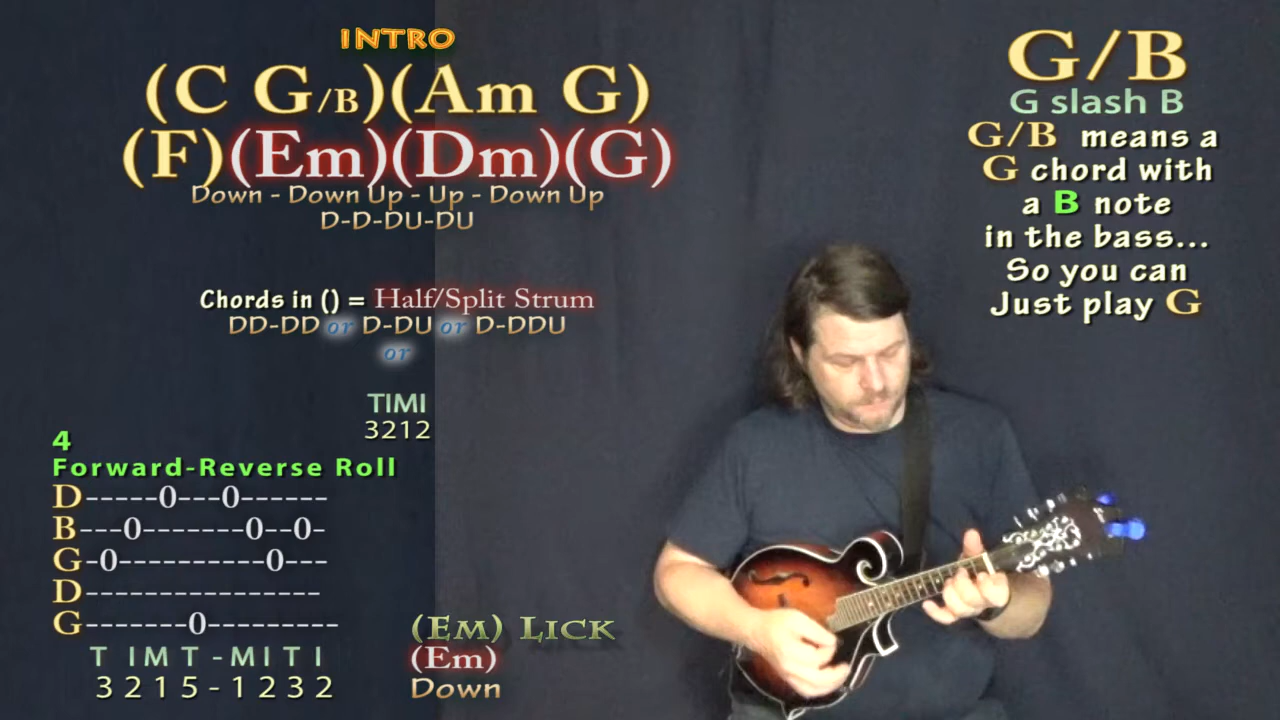 INTRO
(C G/B)(Am G)
(F)(Em)(Dm)(G)
Down - Down Up - Up - Down Up
D-D-DU-DU
Chords in () = Half/Split Strum
DD-DD or D-DU or D-DDU
or
TIMI
3212
4
Forward-Reverse Roll
D-----0---0------
B---0-------0--0-
G-0----------0---
D----------------
G-------0---------
T IMT-MITI
3215-1232
(Em) Lick
(Em)
Down
G/B
G slash B
G/B means a
G chord with
a B note
in the bass...
So you can
Just play G